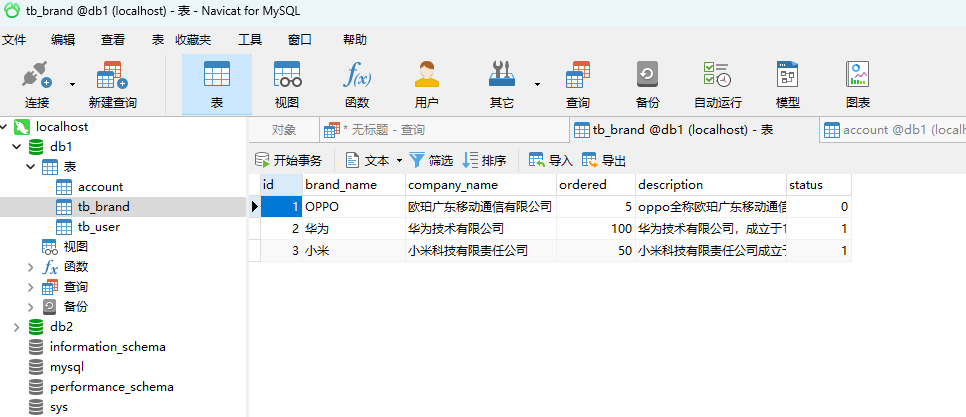 tb_brand @db1 (localhost) - 表 - Navicat for MySQL
文件 编辑 查看 表 收藏夹 工具 窗口 帮助
连接 新建查询 表 视图 函数 用户 其它 查询 备份 自动运行 模型 图表
localhost
db1
表
account
tb_brand
tb_user
视图
函数
查询
备份
db2
information_schema
mysql
performance_schema
sys
对象 * 无标题 - 查询 tb_brand @db1 (localhost) - 表 account @db1 (localh
开始事务 文本 筛选 排序 导入 导出
id brand_name company_name ordered description status
1 OPPO 欧珀广东移动通信有限公司 5 oppo全称欧珀广东移动通信 0
2 华为 华为技术有限公司 100 华为技术有限公司，成立于1 1
3 小米 小米科技有限责任公司 50 小米科技有限责任公司成立于 1